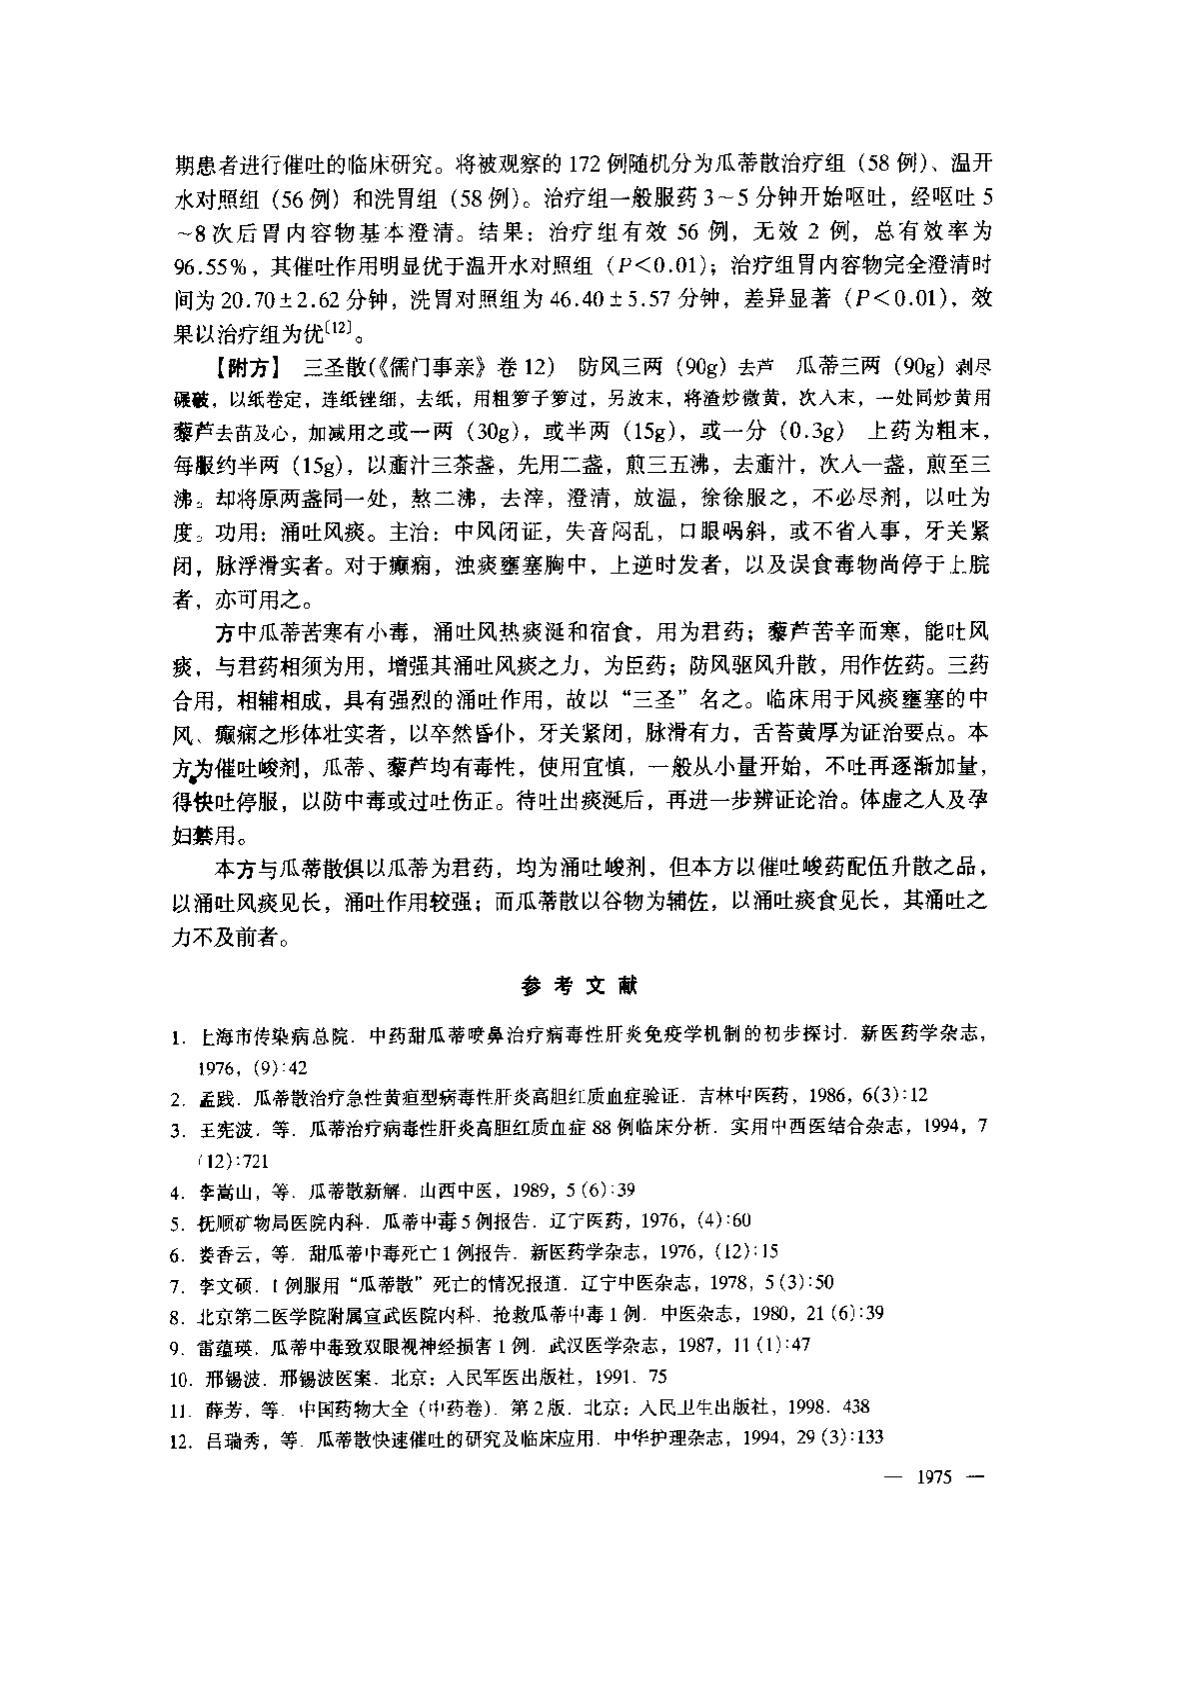 期患者进行催吐的临床研究。将被观察的 172 例随机分为瓜蒂散治疗组（58 例）、温开
水对照组（56 例）和洗胃组（58 例）。治疗组一般服药 3～5 分钟开始呕吐，经呕吐 5
～8 次后胃内容物基本澄清。结果：治疗组有效 56 例，无效 2 例，总有效率为
96.55%，其催吐作用明显优于温开水对照组（P＜0.01）；治疗组胃内容物完全澄清时
间为 20.70±2.62 分钟，洗胃对照组为 46.40±5.57 分钟，差异显著（P＜0.01），效
果以治疗组为优〔12〕。
【附方】 三圣散（《儒门事亲》卷 12） 防风三两（90g）去芦 瓜蒂三两（90g）剥尽
碾破，以纸卷定，连纸锉细，去纸，用粗箩子箩过，另放末，将渣炒微黄，次入末，一处同炒黄用
藜芦去苗及心，加减用之或一两（30g），或半两（15g），或一分（0.3g） 上药为粗末，
每服约半两（15g），以齑汁三茶盏，先用二盏，煎三五沸，去齑汁，次入一盏，煎至三
沸。却将原两盏同一处，熬二沸，去滓，澄清，放温，徐徐服之，不必尽剂，以吐为
度。功用：涌吐风痰。主治：中风闭证，失音闷乱，口眼㖞斜，或不省人事，牙关紧
闭，脉浮滑实者。对于癫痫，浊痰壅塞胸中，上逆时发者，以及误食毒物尚停于上脘
者，亦可用之。
方中瓜蒂苦寒有小毒，涌吐风热痰涎和宿食，用为君药；藜芦苦辛而寒，能吐风
痰，与君药相须为用，增强其涌吐风痰之力，为臣药；防风驱风升散，用作佐药。三药
合用，相辅相成，具有强烈的涌吐作用，故以“三圣”名之。临床用于风痰壅塞的中
风、癫痫之形体壮实者，以卒然昏仆，牙关紧闭，脉滑有力，舌苔黄厚为证治要点。本
方为催吐峻剂，瓜蒂、藜芦均有毒性，使用宜慎，一般从小量开始，不吐再逐渐加量，
得快吐停服，以防中毒或过吐伤正。待吐出痰涎后，再进一步辨证论治。体虚之人及孕
妇禁用。
本方与瓜蒂散俱以瓜蒂为君药，均为涌吐峻剂，但本方以催吐峻药配伍升散之品，
以涌吐风痰见长，涌吐作用较强；而瓜蒂散以谷物为辅佐，以涌吐痰食见长，其涌吐之
力不及前者。
参 考 文 献
1. 上海市传染病总院. 中药甜瓜蒂喷鼻治疗病毒性肝炎免疫学机制的初步探讨. 新医药学杂志，
1976，(9):42
2. 孟践. 瓜蒂散治疗急性黄疸型病毒性肝炎高胆红质血症验证. 吉林中医药，1986，6(3):12
3. 王宪波. 等. 瓜蒂治疗病毒性肝炎高胆红质血症 88 例临床分析. 实用中西医结合杂志，1994，7
(12):721
4. 李嵩山，等. 瓜蒂散新解. 山西中医，1989，5 (6):39
5. 抚顺矿物局医院内科. 瓜蒂中毒 5 例报告. 辽宁医药，1976，(4):60
6. 娄香云，等. 甜瓜蒂中毒死亡 1 例报告. 新医药学杂志，1976，(12):15
7. 李文硕. 1 例服用“瓜蒂散”死亡的情况报道. 辽宁中医杂志，1978，5 (3):50
8. 北京第二医学院附属宣武医院内科. 抢救瓜蒂中毒 1 例. 中医杂志，1980，21 (6):39
9. 雷蕴瑛. 瓜蒂中毒致双眼视神经损害 1 例. 武汉医学杂志，1987，11 (1):47
10. 邢锡波. 邢锡波医案. 北京：人民军医出版社，1991. 75
11. 薛芳，等. 中国药物大全（中药卷）. 第 2 版. 北京：人民卫生出版社，1998. 438
12. 吕瑞秀，等. 瓜蒂散快速催吐的研究及临床应用. 中华护理杂志，1994，29 (3):133
— 1975 —